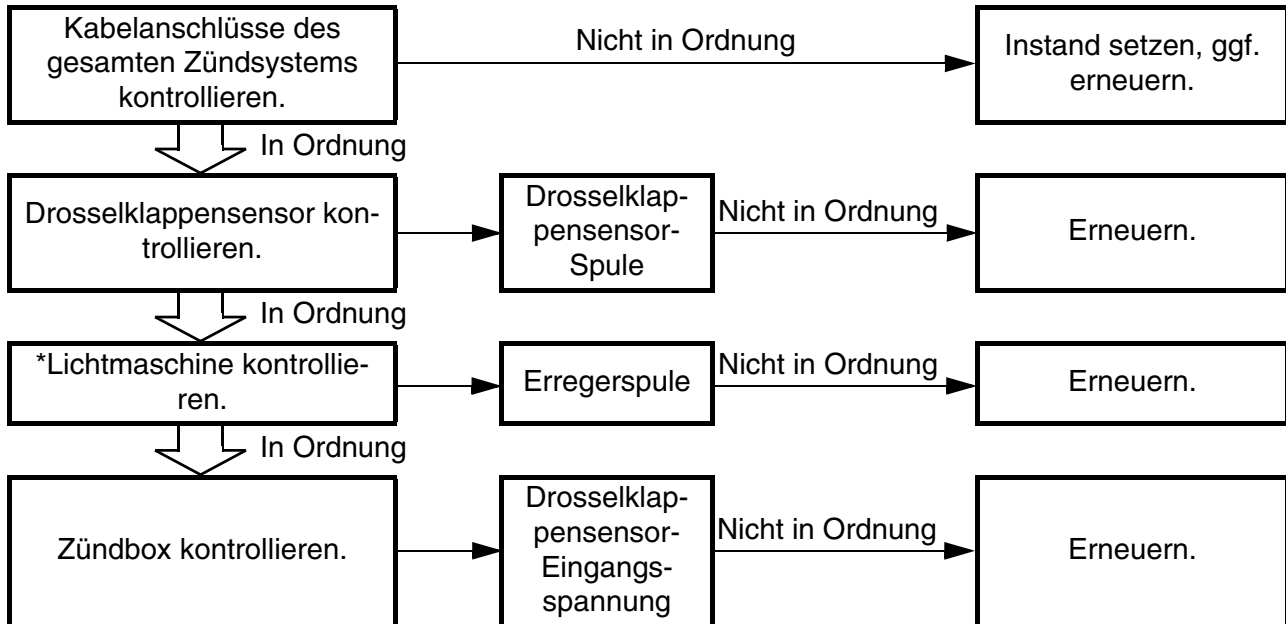 Kabelanschlüsse des
gesamten Zündsystems
kontrollieren.
Nicht in Ordnung
Instand setzen, ggf.
erneuern.
In Ordnung
Drosselklappensensor kon-
trollieren.
Drosselklap-
pensensor-
Spule
Nicht in Ordnung
Erneuern.
In Ordnung
*Lichtmaschine kontrollie-
ren.
Erregerspule
Nicht in Ordnung
Erneuern.
In Ordnung
Zündbox kontrollieren.
Drosselklap-
pensensor-
Eingangs-
spannung
Nicht in Ordnung
Erneuern.